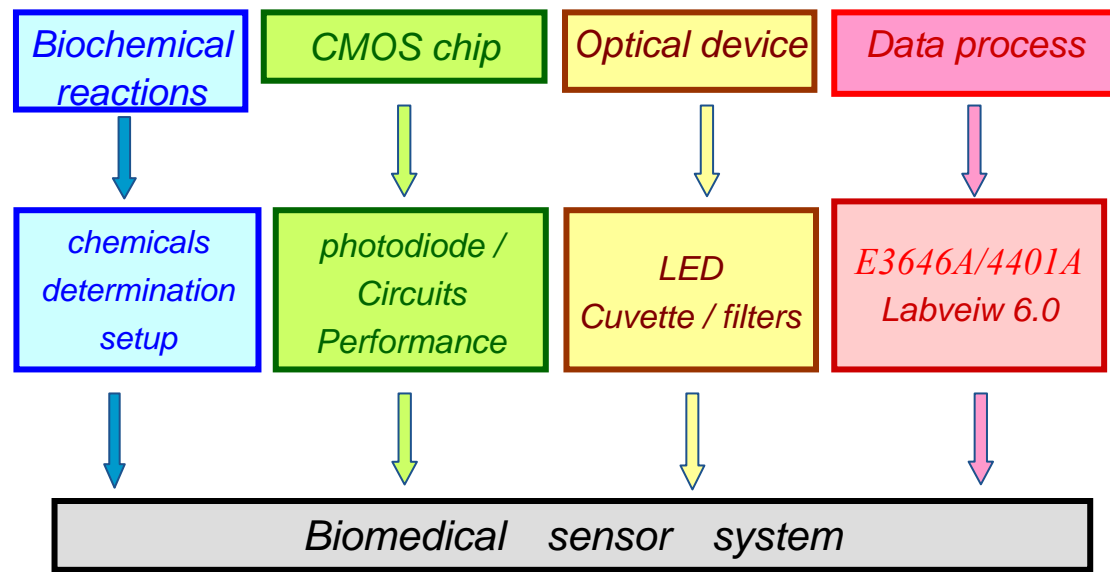 Biochemical
reactions
CMOS chip
Optical device
Data process
chemicals
determination
setup
photodiode /
Circuits
Performance
LED
Cuvette / filters
E3646A/4401A
Labveiw 6.0
Biomedical sensor system